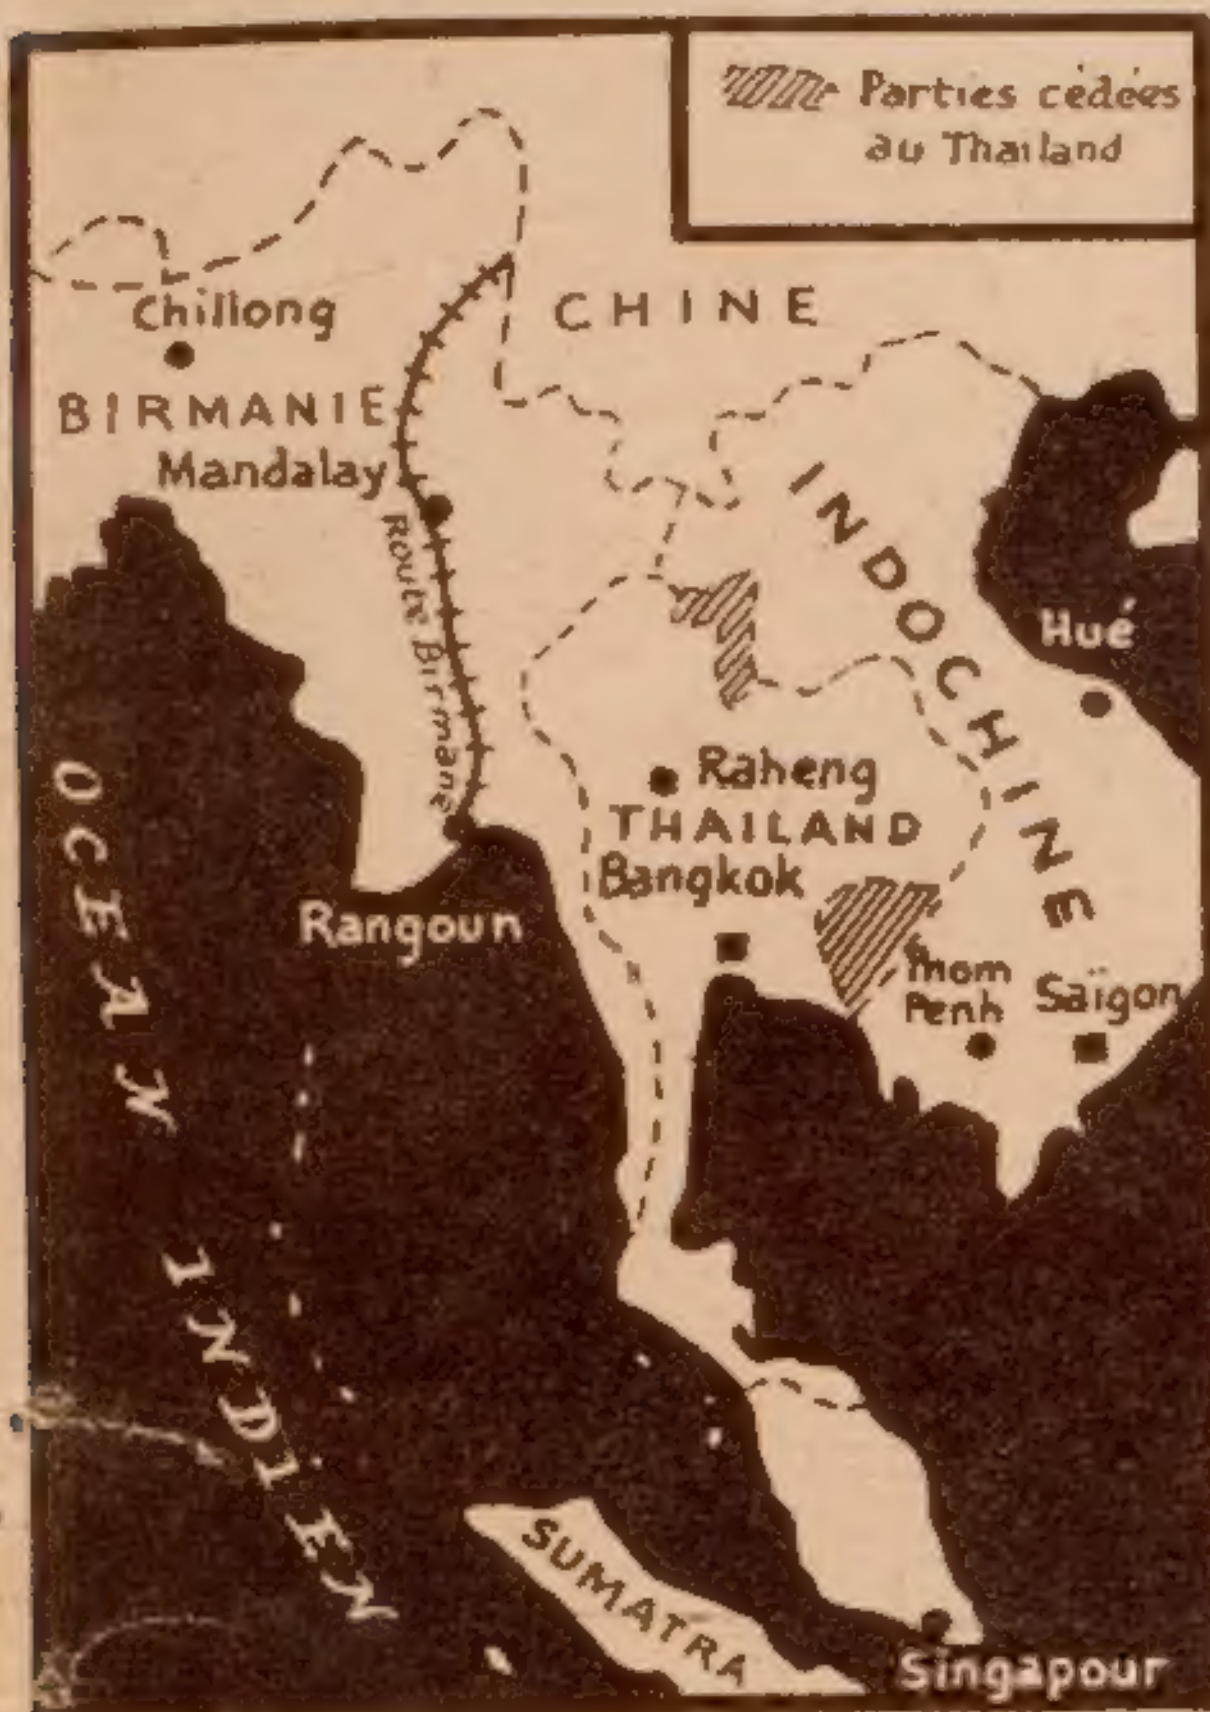 Parties cédées
au Thailand
CHINE
Chillong
BIRMANIE
Mandalay
Route Birmane
INDOCHINE
Hué
Raheng
THAILAND
Bangkok
Rangoun
Pnom
Penh
Saïgon
OCEAN INDIEN
SUMATRA
Singapour